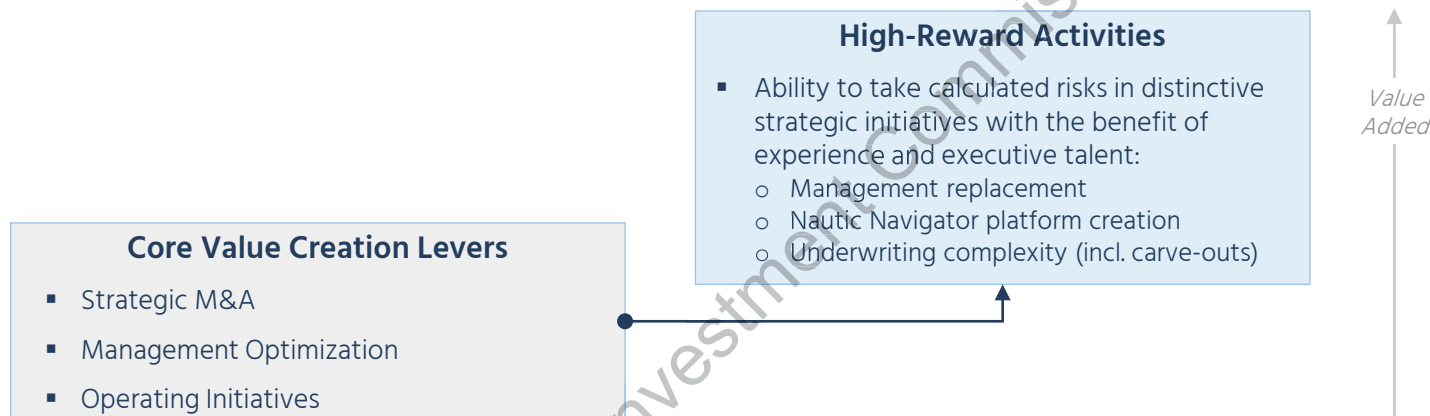 High-Reward Activities
▪ Ability to take calculated risks in distinctive
strategic initiatives with the benefit of
experience and executive talent:
o Management replacement
o Nautic Navigator platform creation
o Underwriting complexity (incl. carve-outs)
Value
Added
Core Value Creation Levers
▪ Strategic M&A
▪ Management Optimization
▪ Operating Initiatives